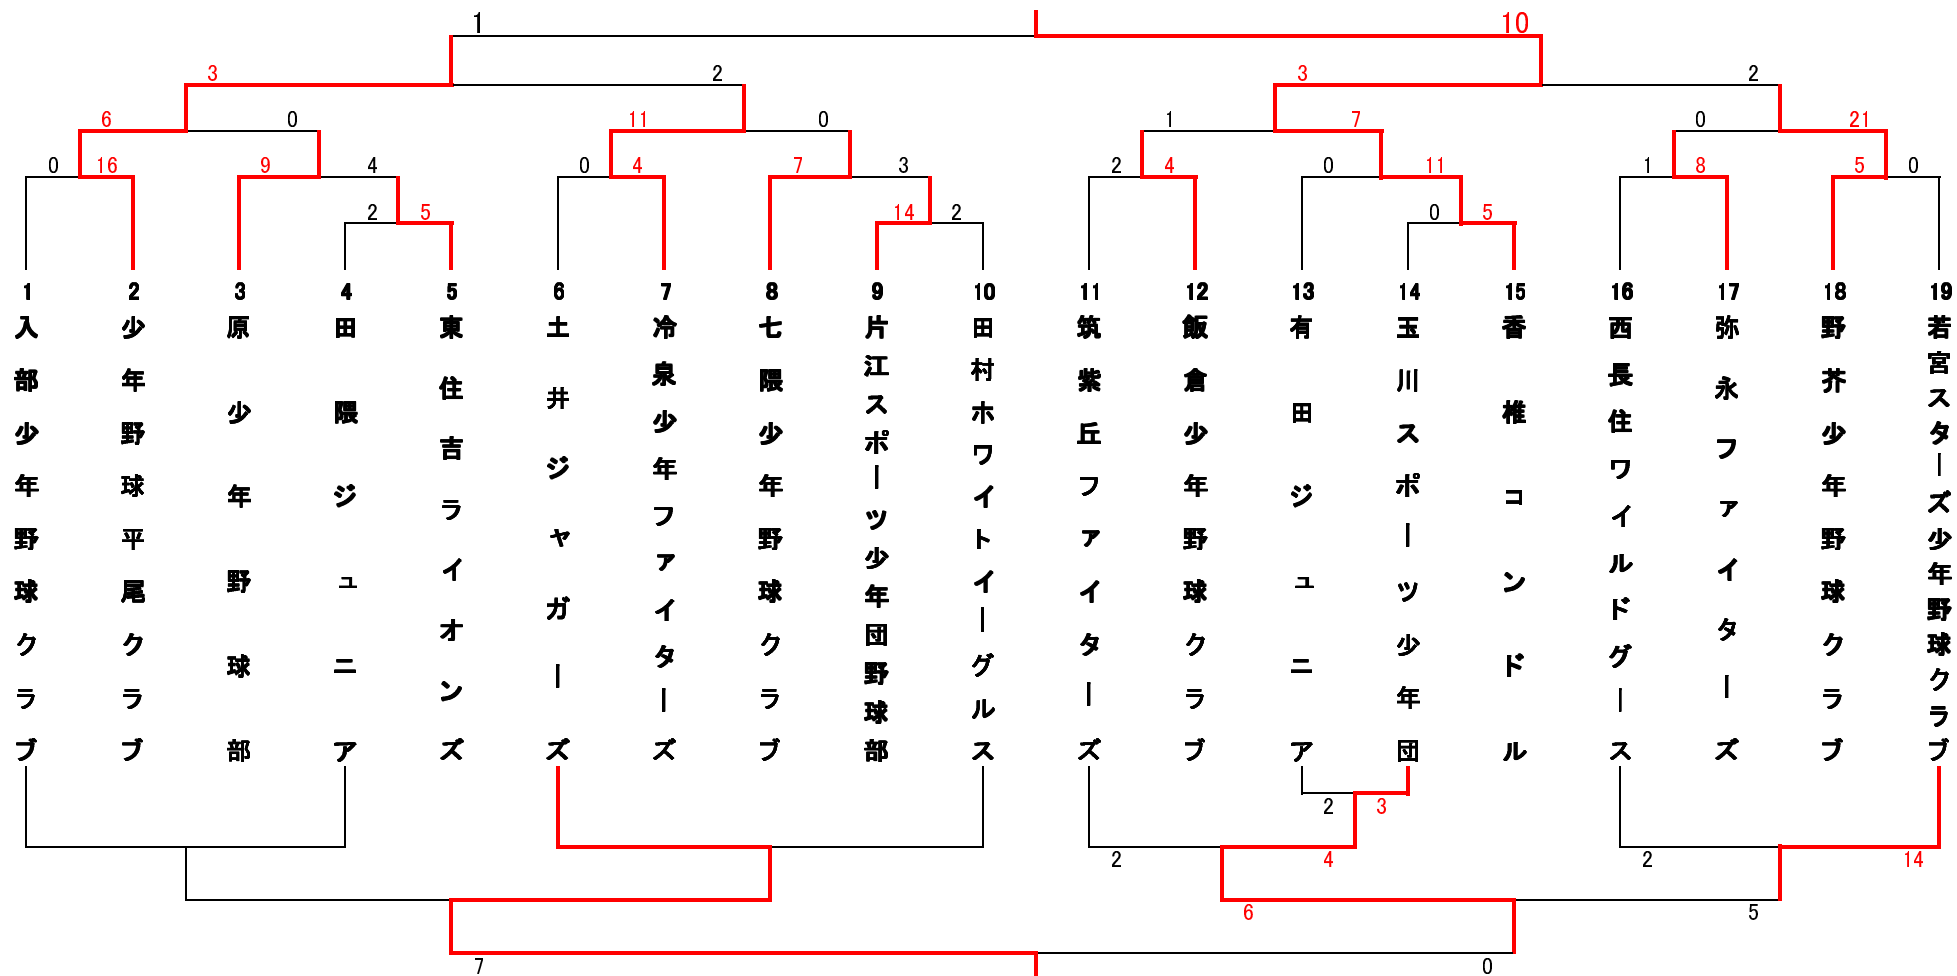 1 10
3 2 3 2
6 0 11 0 1 7 0 21
0 16 9 4 0 4 7 3 2 4 0 11 1 8 5 0
2 5 14 2 0 5
1 2 3 4 5 6 7 8 9 10 11 12 13 14 15 16 17 18 19
入部少年野球クラブ
少年野球平尾クラブ
原少年野球部
田隈ジュニア
東住吉ライオンズ
土井ジャガーズ
冷泉少年ファイターズ
七隈少年野球クラブ
片江スポーツ少年団野球部
田村ホワイトイーグルス
筑紫丘ファイターズ
飯倉少年野球クラブ
有田ジュニア
玉川スポーツ少年団
香椎コンドル
西長住ワイルドグース
弥永ファイターズ
野芥少年野球クラブ
若宮スターズ少年野球クラブ
2 3
2 4 2 14
6 5
7 0